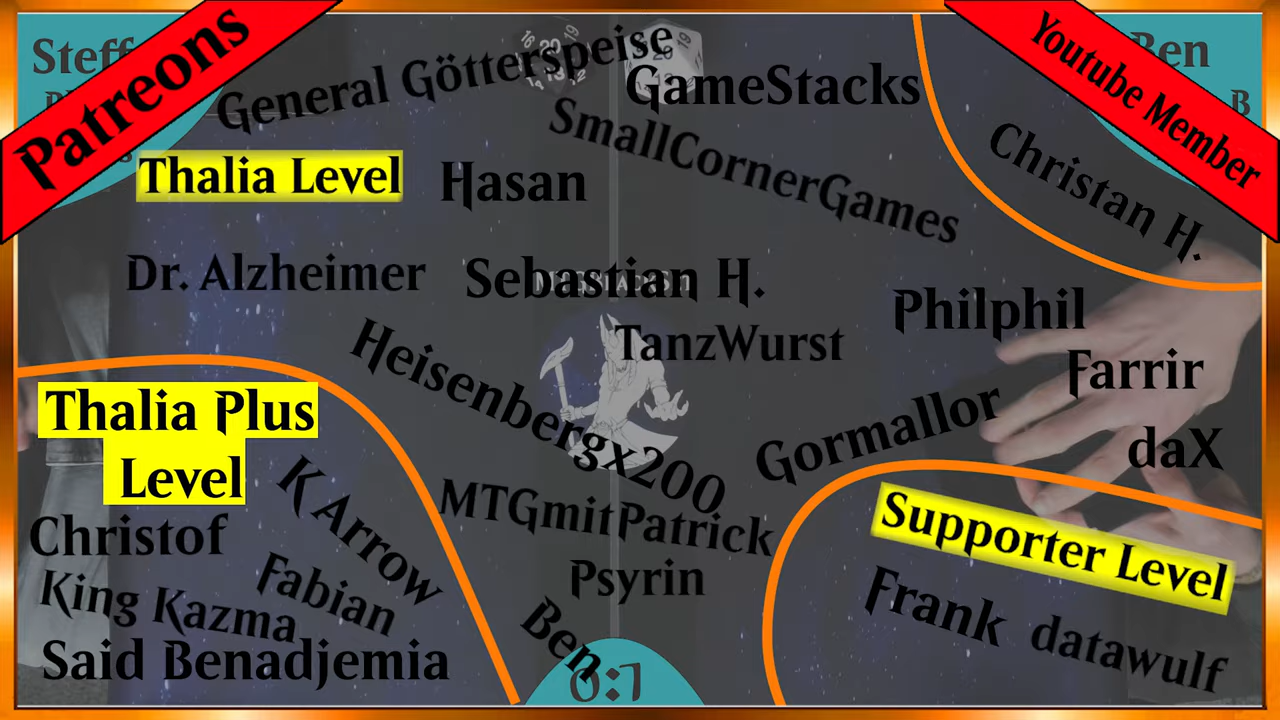 Patreons
Youtube Member
Steff
Ben
B
General Götterspeise
GameStacks
SmallCornerGames
Christan H.
Thalia Level
Hasan
Dr. Alzheimer
Sebastian H.
Philphil
TanzWurst
Heisenbergx200
Farrir
Gormallor
daX
Thalia Plus
Level
K Arrow
MTGmitPatrick
Supporter Level
Christof
Fabian
Psyrin
King Kazma
Frank
datawulf
Ben
Said Benadjemia
0:1